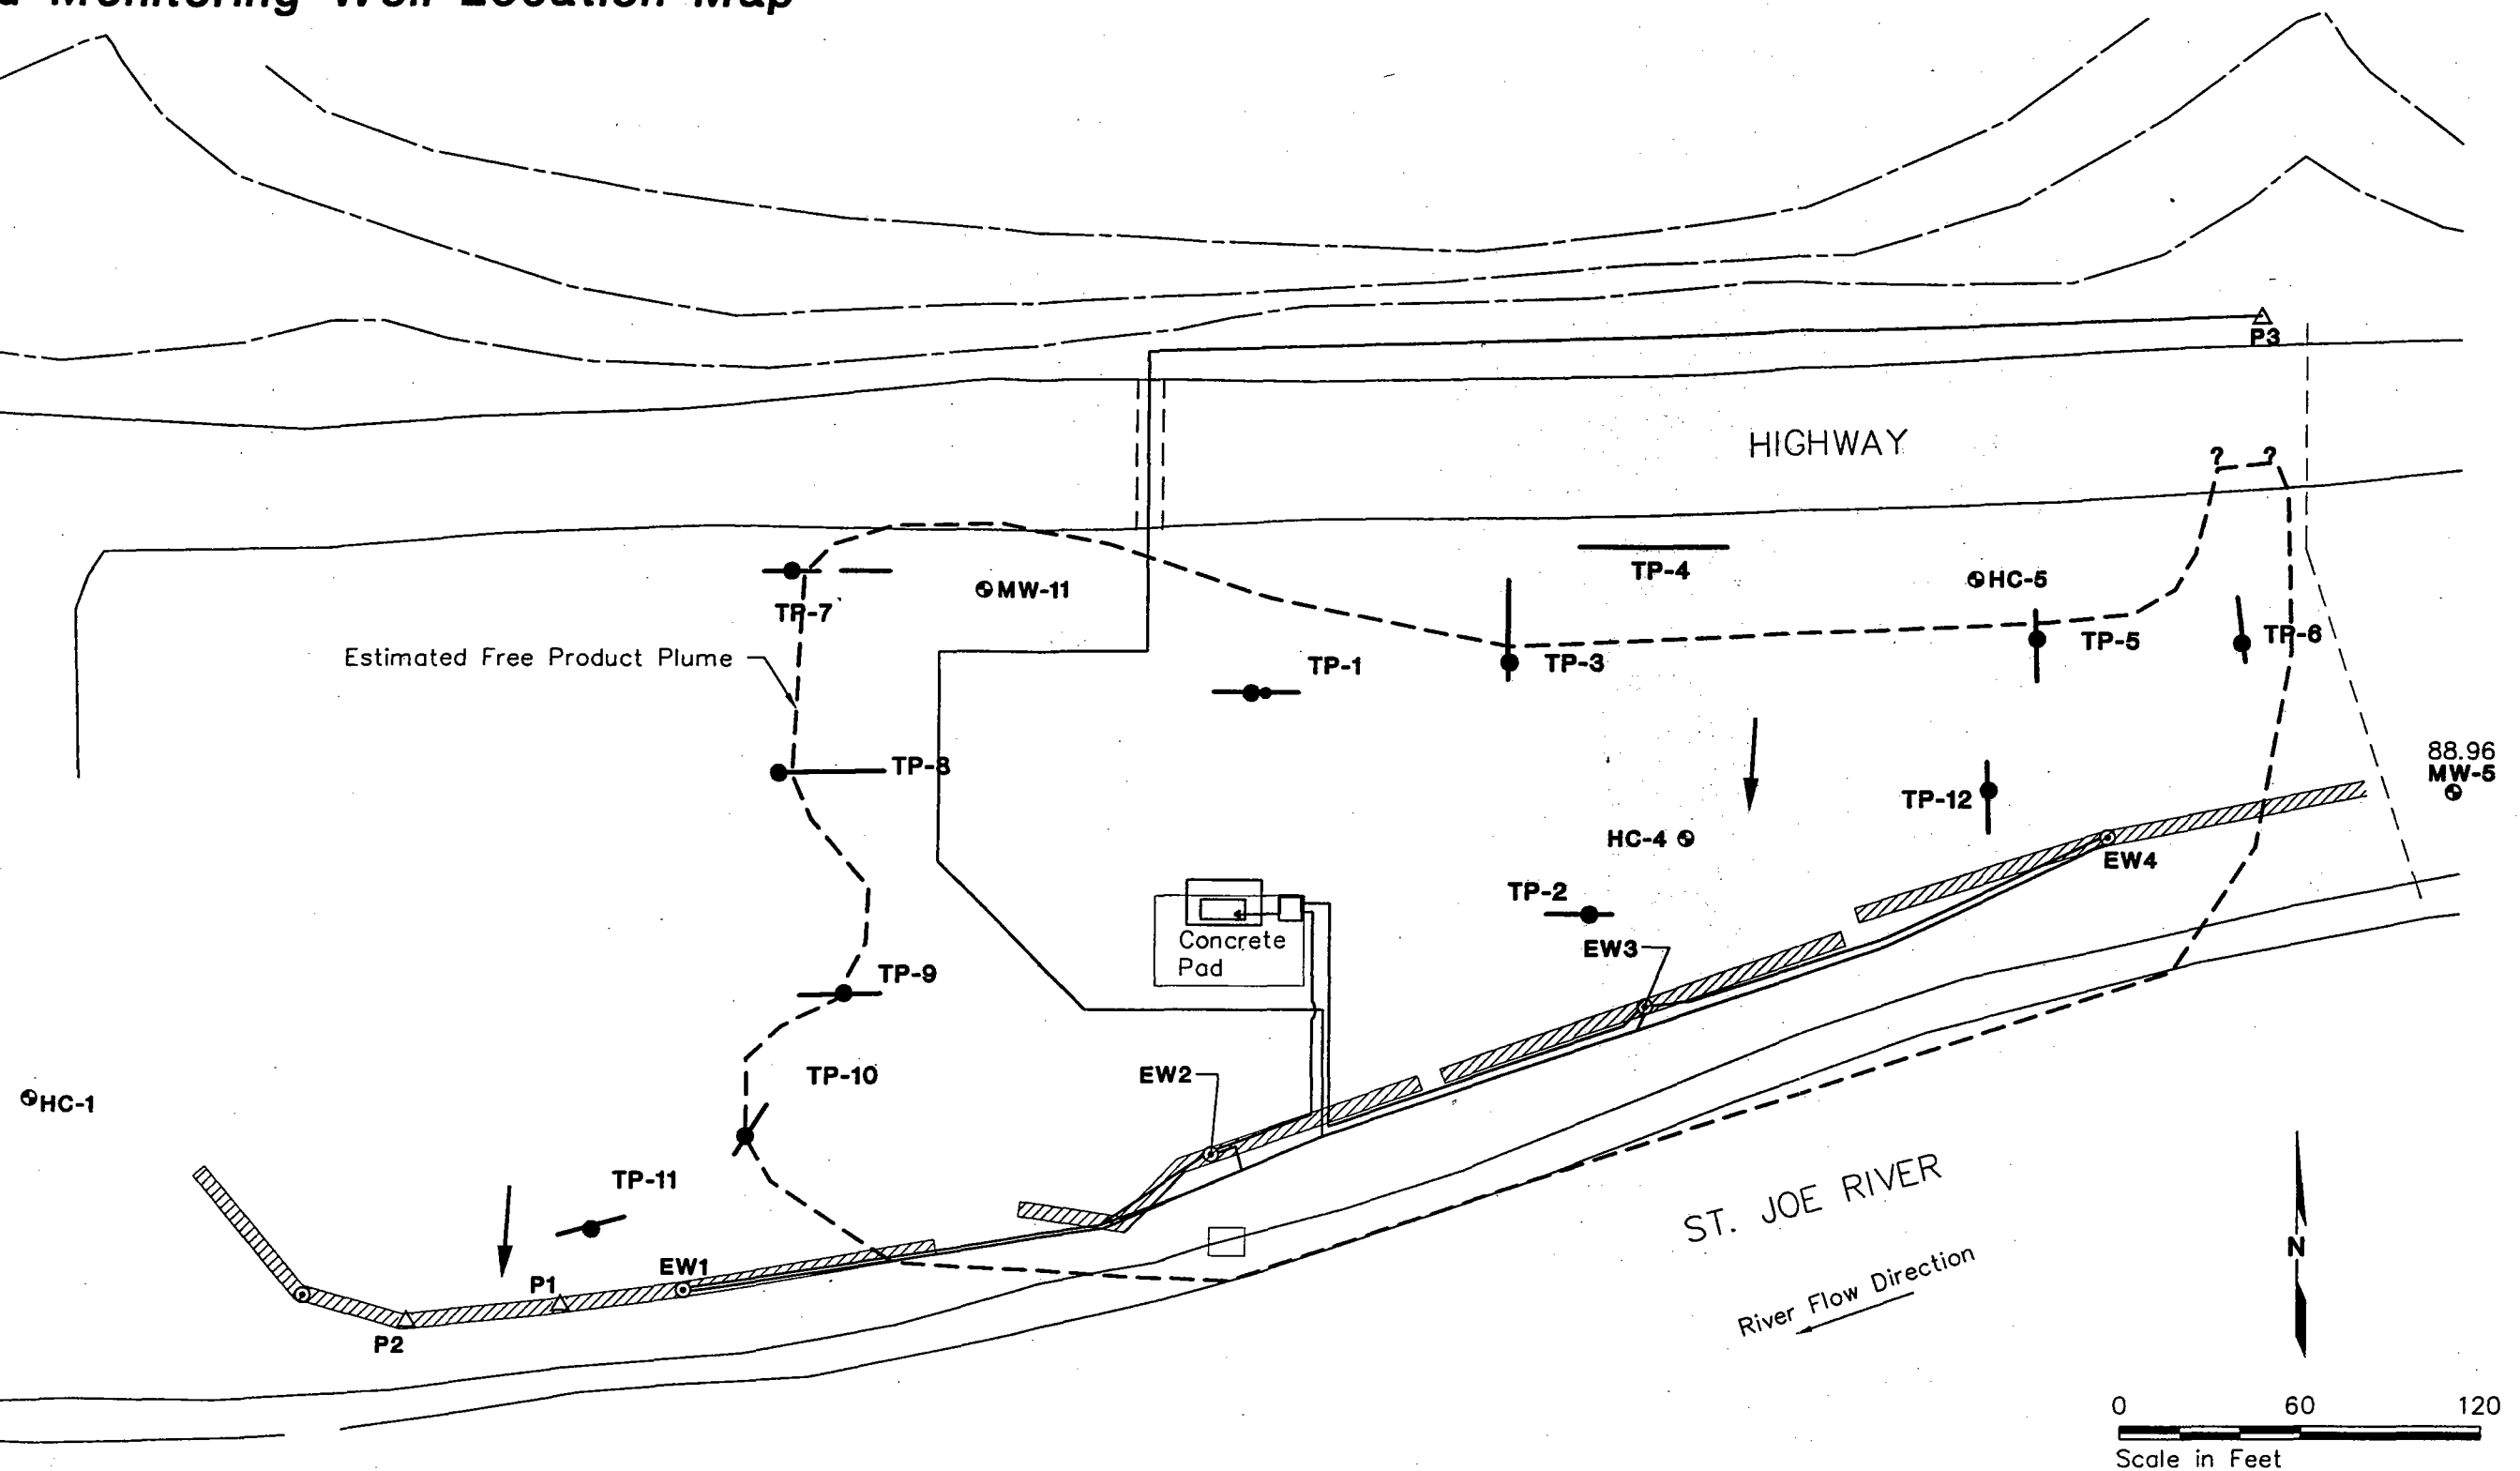 Monitoring Well Location Map
P3
HIGHWAY
? ?
TP-4
HC-5
MW-11
TP-7
TP-6
TP-5
Estimated Free Product Plume
TP-3
TP-1
88.96
MW-5
TP-8
TP-12
HC-4
EW4
TP-2
Concrete
Pad
EW3
TP-9
TP-10
EW2
HC-1
TP-11
ST. JOE RIVER
N
EW1
P1
River Flow Direction
P2
0 60 120
Scale in Feet